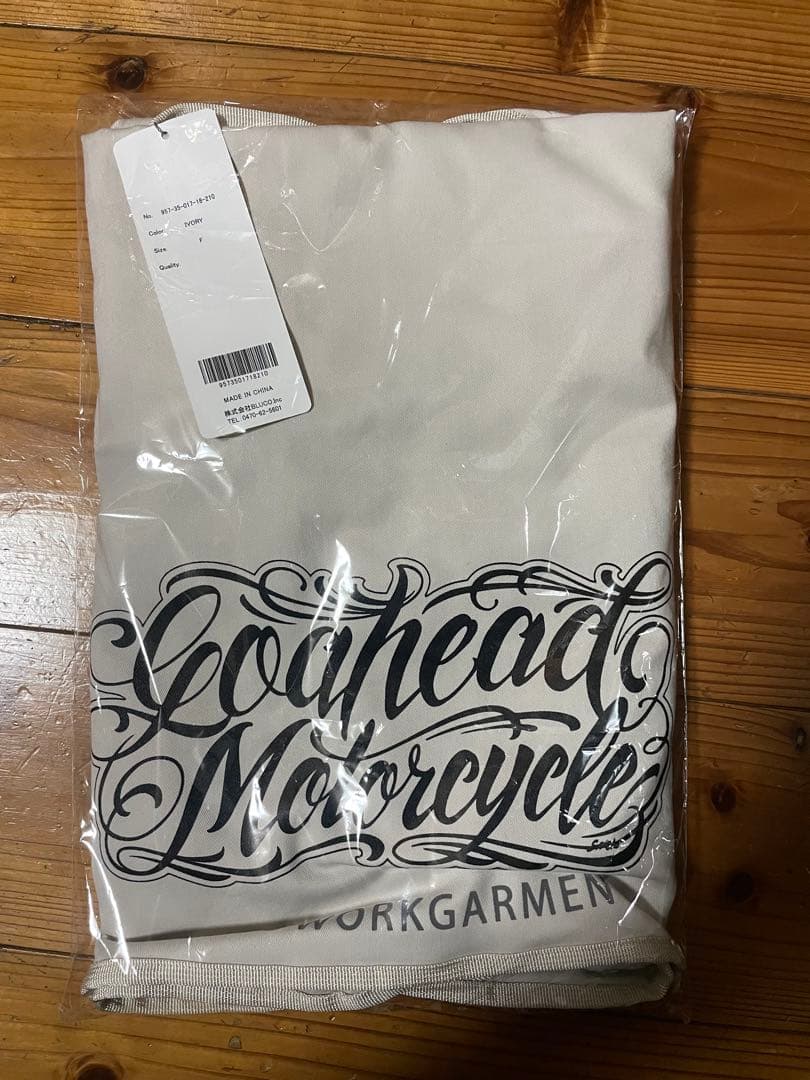 No. 957-35-017-18-210
Color IVORY
Size F
Quality
9573501718210
MADE IN CHINA
株式会社BLUCO,Inc
TEL:0470-62-5601
Goahead
Motorcycle
WORKGARMEN